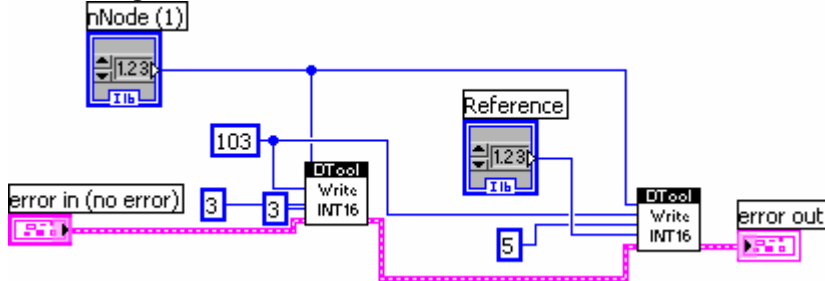 nNode (1)
1.23
I16
103
Reference
1.23
I16
DTool
Write
INT16
error in (no error)
3
3
DTool
Write
INT16
5
error out